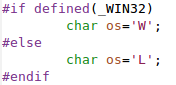 #if defined(_WIN32)
        char os='W';
#else
        char os='L';
#endif